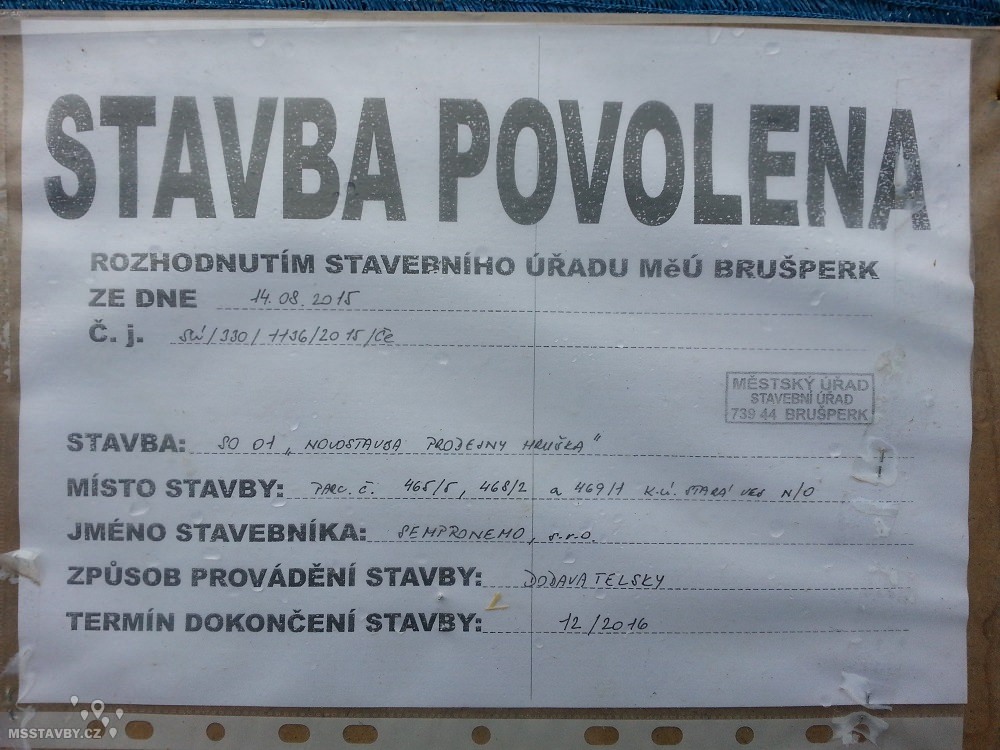 STAVBA POVOLENA
ROZHODNUTÍM STAVEBNÍHO ÚŘADU MěÚ BRUŠPERK
ZE DNE 14.08.2015
Č. j. SÚ/330/1136/2015/Če
MĚSTSKÝ ÚŘAD
STAVEBNÍ ÚŘAD
739 44 BRUŠPERK
STAVBA: SO 01 „NOVOSTAVBA PRODEJNY HRUŠKA"
MÍSTO STAVBY: PARC. Č. 465/5, 468/2 a 469/1 K.Ú. STARÁ VES N/O
JMÉNO STAVEBNÍKA: SEMPRONEMO, s.r.o.
ZPŮSOB PROVÁDĚNÍ STAVBY: DODAVATELSKY
TERMÍN DOKONČENÍ STAVBY: 12/2016
MSSTAVBY.CZ